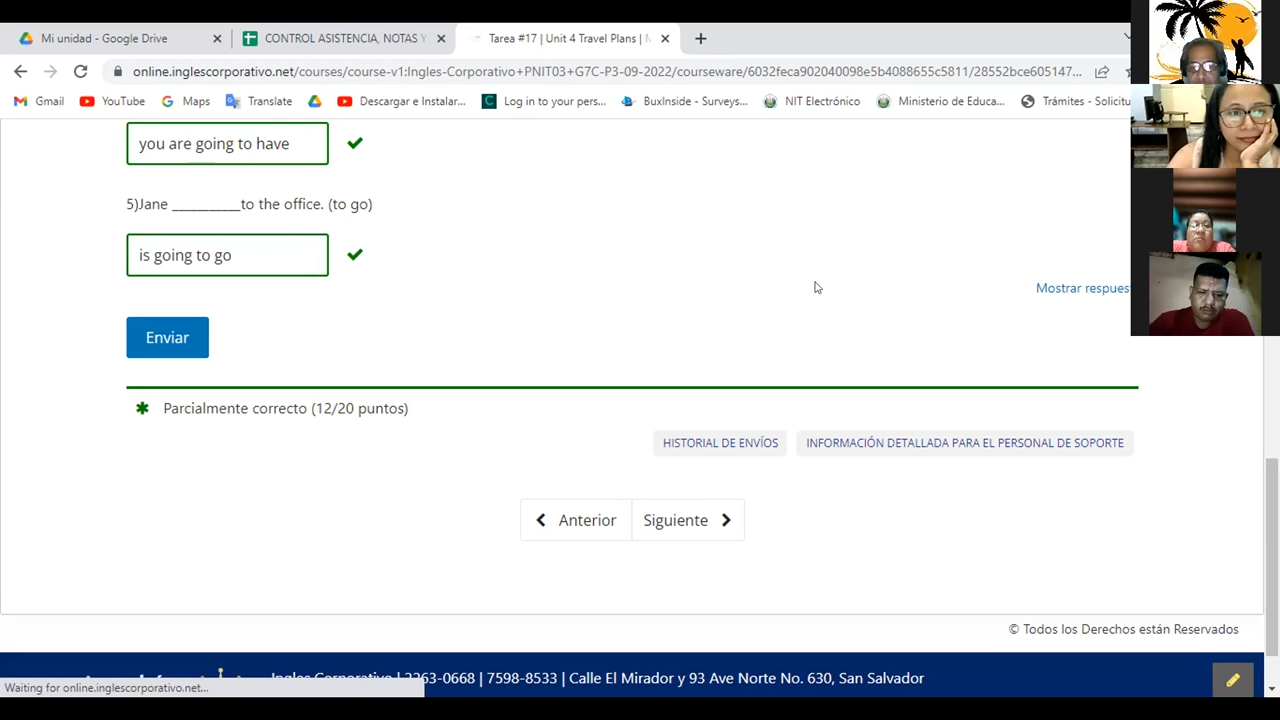 Mi unidad - Google Drive
CONTROL ASISTENCIA, NOTAS Y
Tarea #17 | Unit 4 Travel Plans |
online.inglescorporativo.net/courses/course-v1:Ingles-Corporativo+PNIT03+G7C-P3-09-2022/courseware/6032feca902040098e5b4088655c5811/28552bce605147...
Gmail
YouTube
Maps
Translate
Descargar e Instalar...
Log in to your pers...
BuxInside - Surveys...
NIT Electrónico
Ministerio de Educa...
Trámites - Solicitu
you are going to have
5)Jane __________to the office. (to go)
is going to go
Mostrar respues
Enviar
Parcialmente correcto (12/20 puntos)
HISTORIAL DE ENVÍOS
INFORMACIÓN DETALLADA PARA EL PERSONAL DE SOPORTE
Anterior
Siguiente
© Todos los Derechos están Reservados
Ingles Corporativo | 2263-0668 | 7598-8533 | Calle El Mirador y 93 Ave Norte No. 630, San Salvador
Waiting for online.inglescorporativo.net...